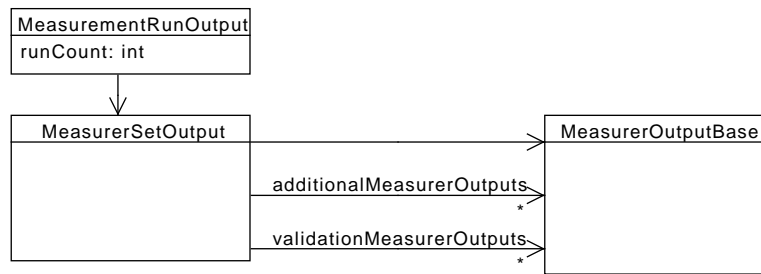 MeasurementRunOutput
runCount: int
MeasurerSetOutput
MeasurerOutputBase
additionalMeasurerOutputs
*
validationMeasurerOutputs
*